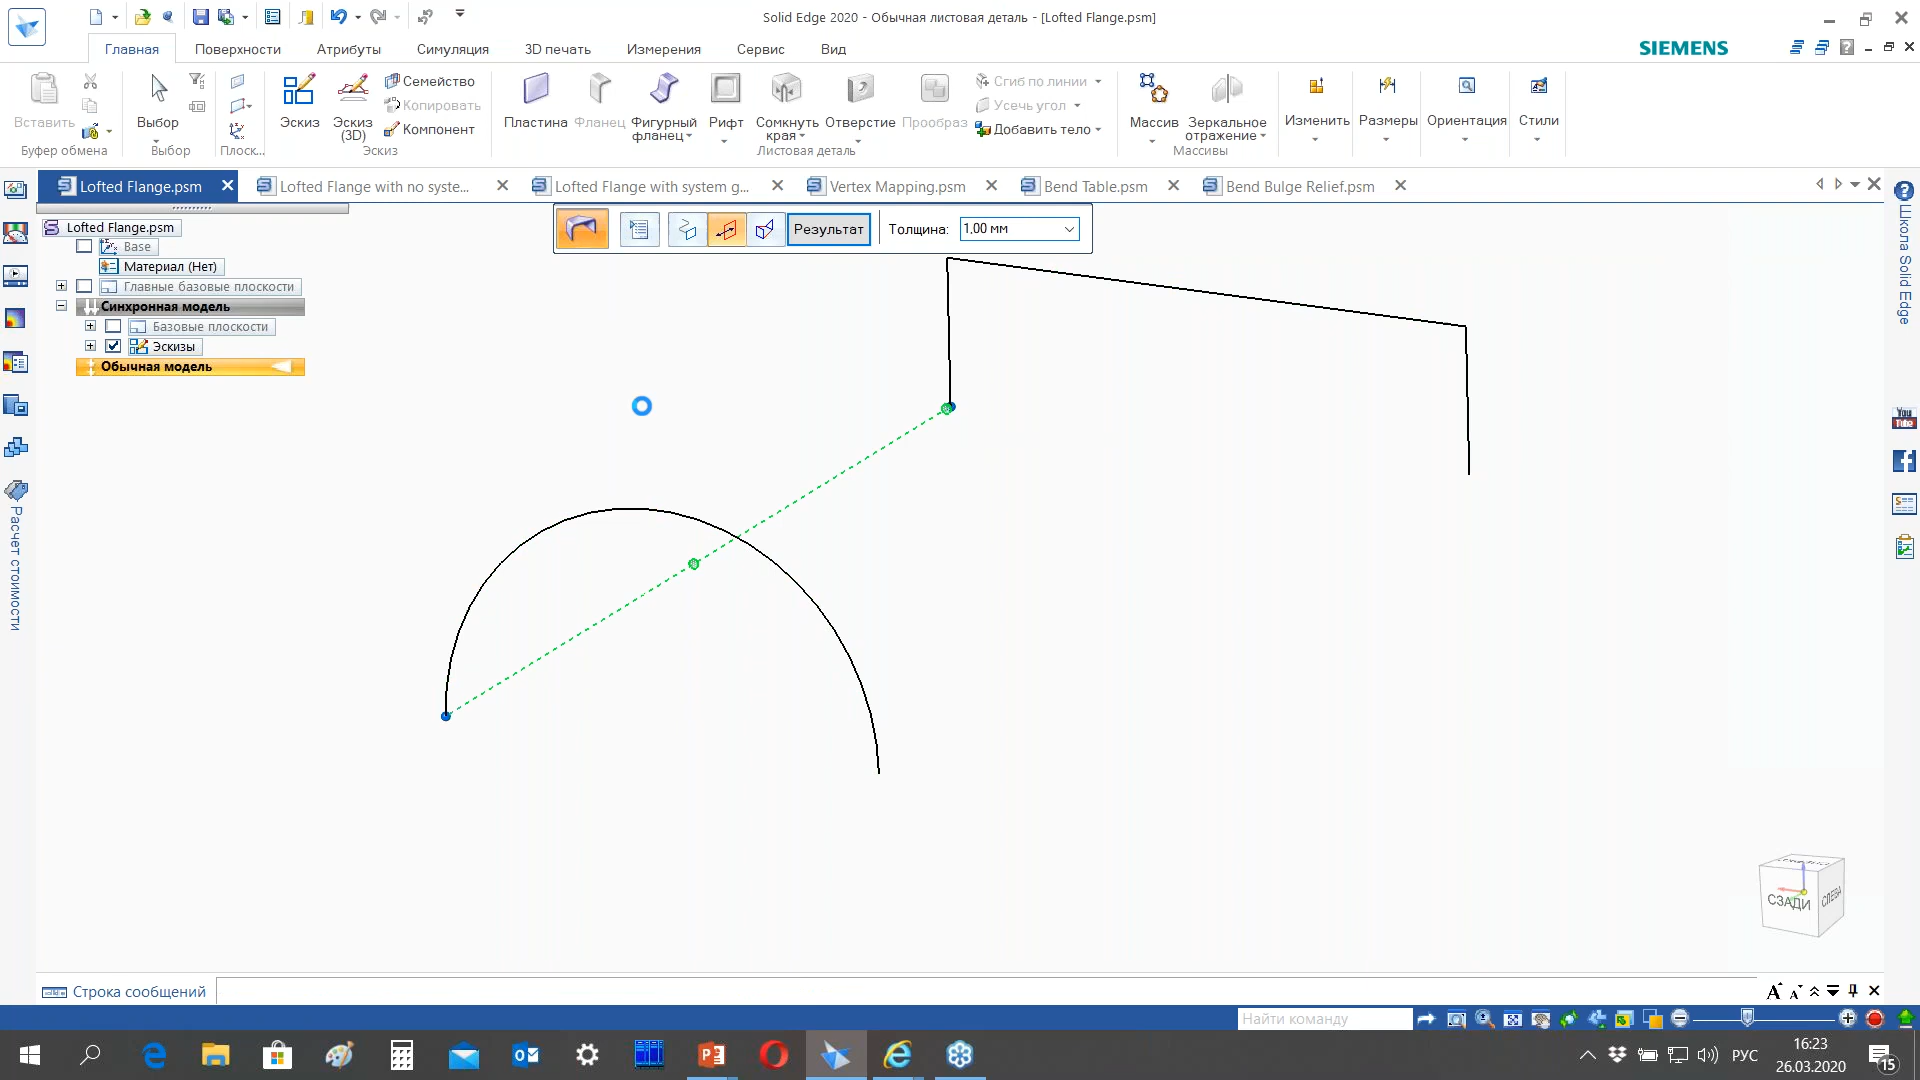 Solid Edge 2020 - Обычная листовая деталь - [Lofted Flange.psm]
Главная Поверхности Атрибуты Симуляция 3D печать Измерения Сервис Вид
SIEMENS
Вставить
Буфер обмена
Выбор
Выбор
Плоск...
Эскиз
Эскиз (3D)
Семейство
Копировать
Компонент
Эскиз
Пластина
Фланец
Фигурный фланец
Рифт
Сомкнуть края
Отверстие
Прообраз
Сгиб по линии
Усечь угол
Добавить тело
Листовая деталь
Массив
Зеркальное отражение
Массивы
Изменить
Размеры
Ориентация
Стили
Lofted Flange.psm
Lofted Flange with no syste...
Lofted Flange with system g...
Vertex Mapping.psm
Bend Table.psm
Bend Bulge Relief.psm
Lofted Flange.psm
Base
Материал (Нет)
Главные базовые плоскости
Синхронная модель
Базовые плоскости
Эскизы
Обычная модель
Результат
Толщина: 1,00 мм
Расчет стоимости
Школа Solid Edge
You Tube
СЗАДИ
СЛЕВА
Строка сообщений
Найти команду
РУС
16:23
26.03.2020
15